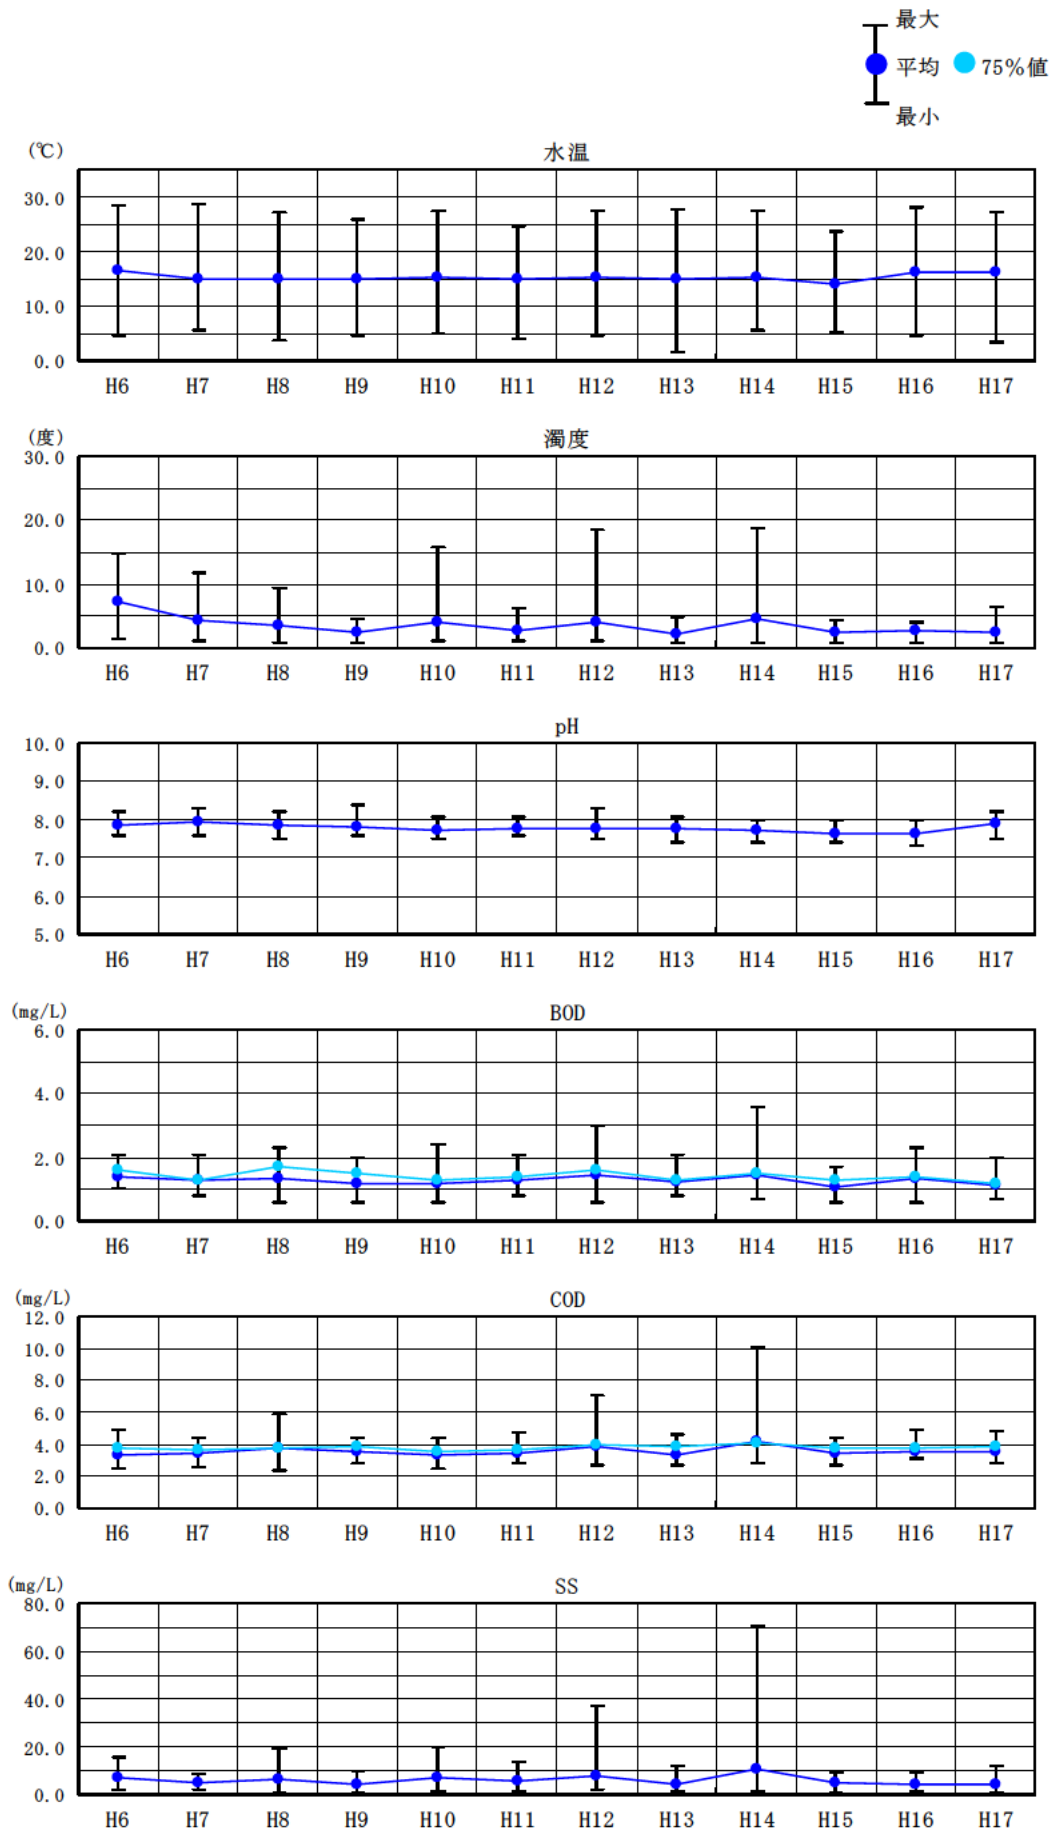 最大
平均 75%値
最小
(℃) 水温
30.0
20.0
10.0
0.0
H6 H7 H8 H9 H10 H11 H12 H13 H14 H15 H16 H17
(度) 濁度
30.0
20.0
10.0
0.0
H6 H7 H8 H9 H10 H11 H12 H13 H14 H15 H16 H17
pH
10.0
9.0
8.0
7.0
6.0
5.0
H6 H7 H8 H9 H10 H11 H12 H13 H14 H15 H16 H17
(mg/L) BOD
6.0
4.0
2.0
0.0
H6 H7 H8 H9 H10 H11 H12 H13 H14 H15 H16 H17
(mg/L) COD
12.0
10.0
8.0
6.0
4.0
2.0
0.0
H6 H7 H8 H9 H10 H11 H12 H13 H14 H15 H16 H17
(mg/L) SS
80.0
60.0
40.0
20.0
0.0
H6 H7 H8 H9 H10 H11 H12 H13 H14 H15 H16 H17